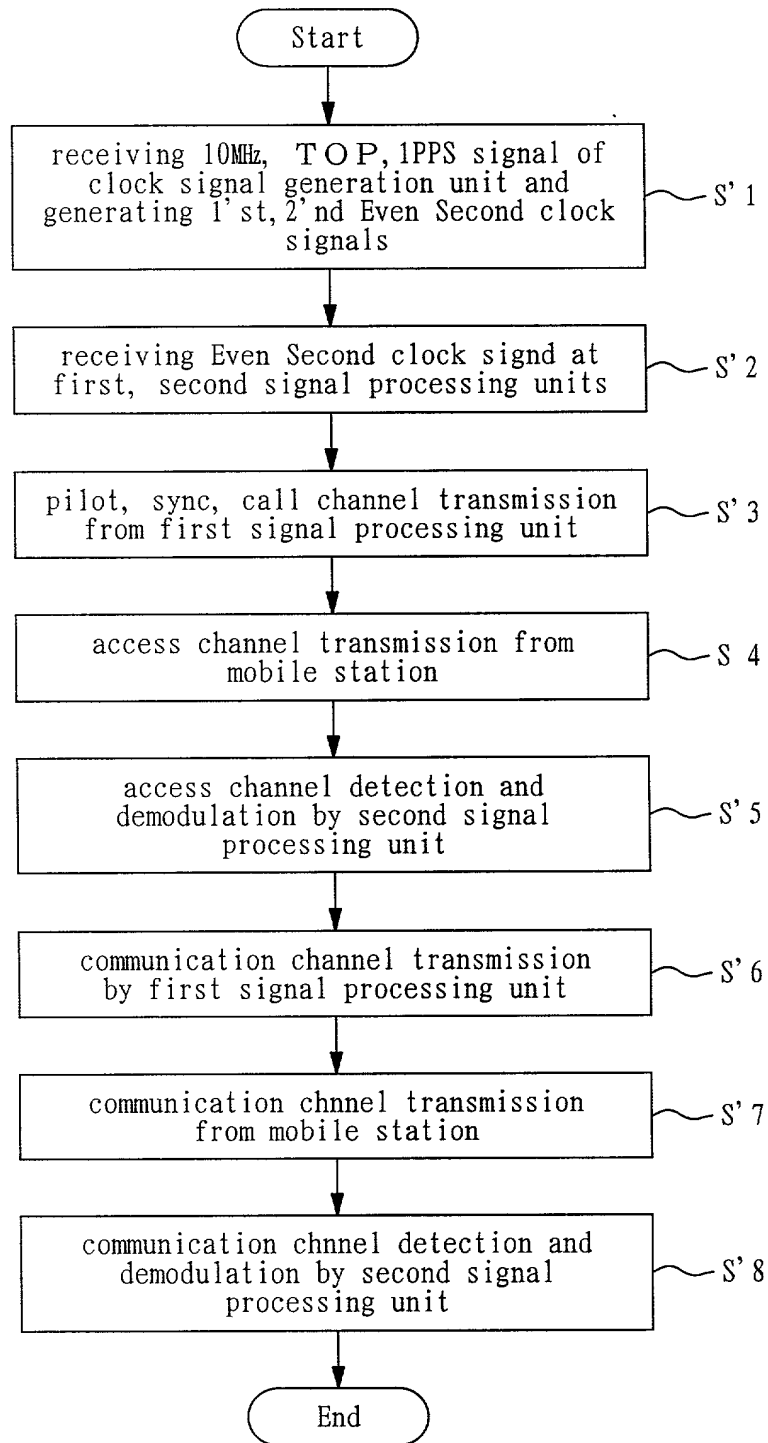 Start
receiving 10MHz, TOP, 1PPS signal of
clock signal generation unit and
generating 1'st, 2'nd Even Second clock
signals
S'1
receiving Even Second clock signd at
first, second signal processing units
S'2
pilot, sync, call channel transmission
from first signal processing unit
S'3
access channel transmission from
mobile station
S 4
access channel detection and
demodulation by second signal
processing unit
S'5
communication channel transmission
by first signal processing unit
S'6
communication chnnel transmission
from mobile station
S'7
communication chnnel detection and
demodulation by second signal
processing unit
S'8
End